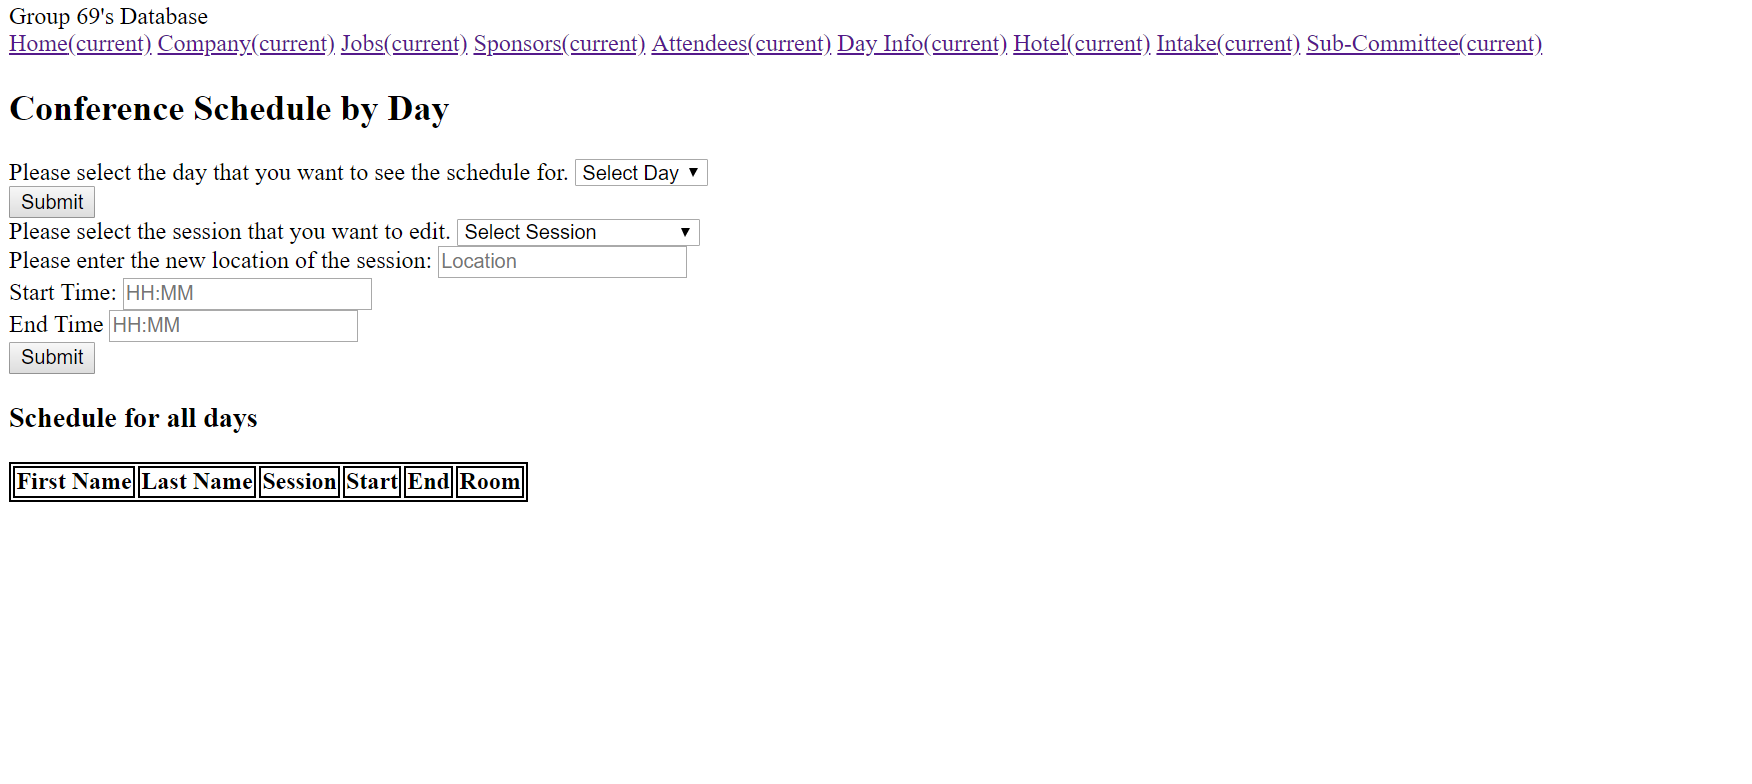 Group 69's Database
Home(current) Company(current) Jobs(current) Sponsors(current) Attendees(current) Day Info(current) Hotel(current) Intake(current) Sub-Committee(current)
Conference Schedule by Day
Please select the day that you want to see the schedule for. Select Day
Submit
Please select the session that you want to edit. Select Session
Please enter the new location of the session: Location
Start Time: HH:MM
End Time HH:MM
Submit
Schedule for all days
First Name Last Name Session Start End Room